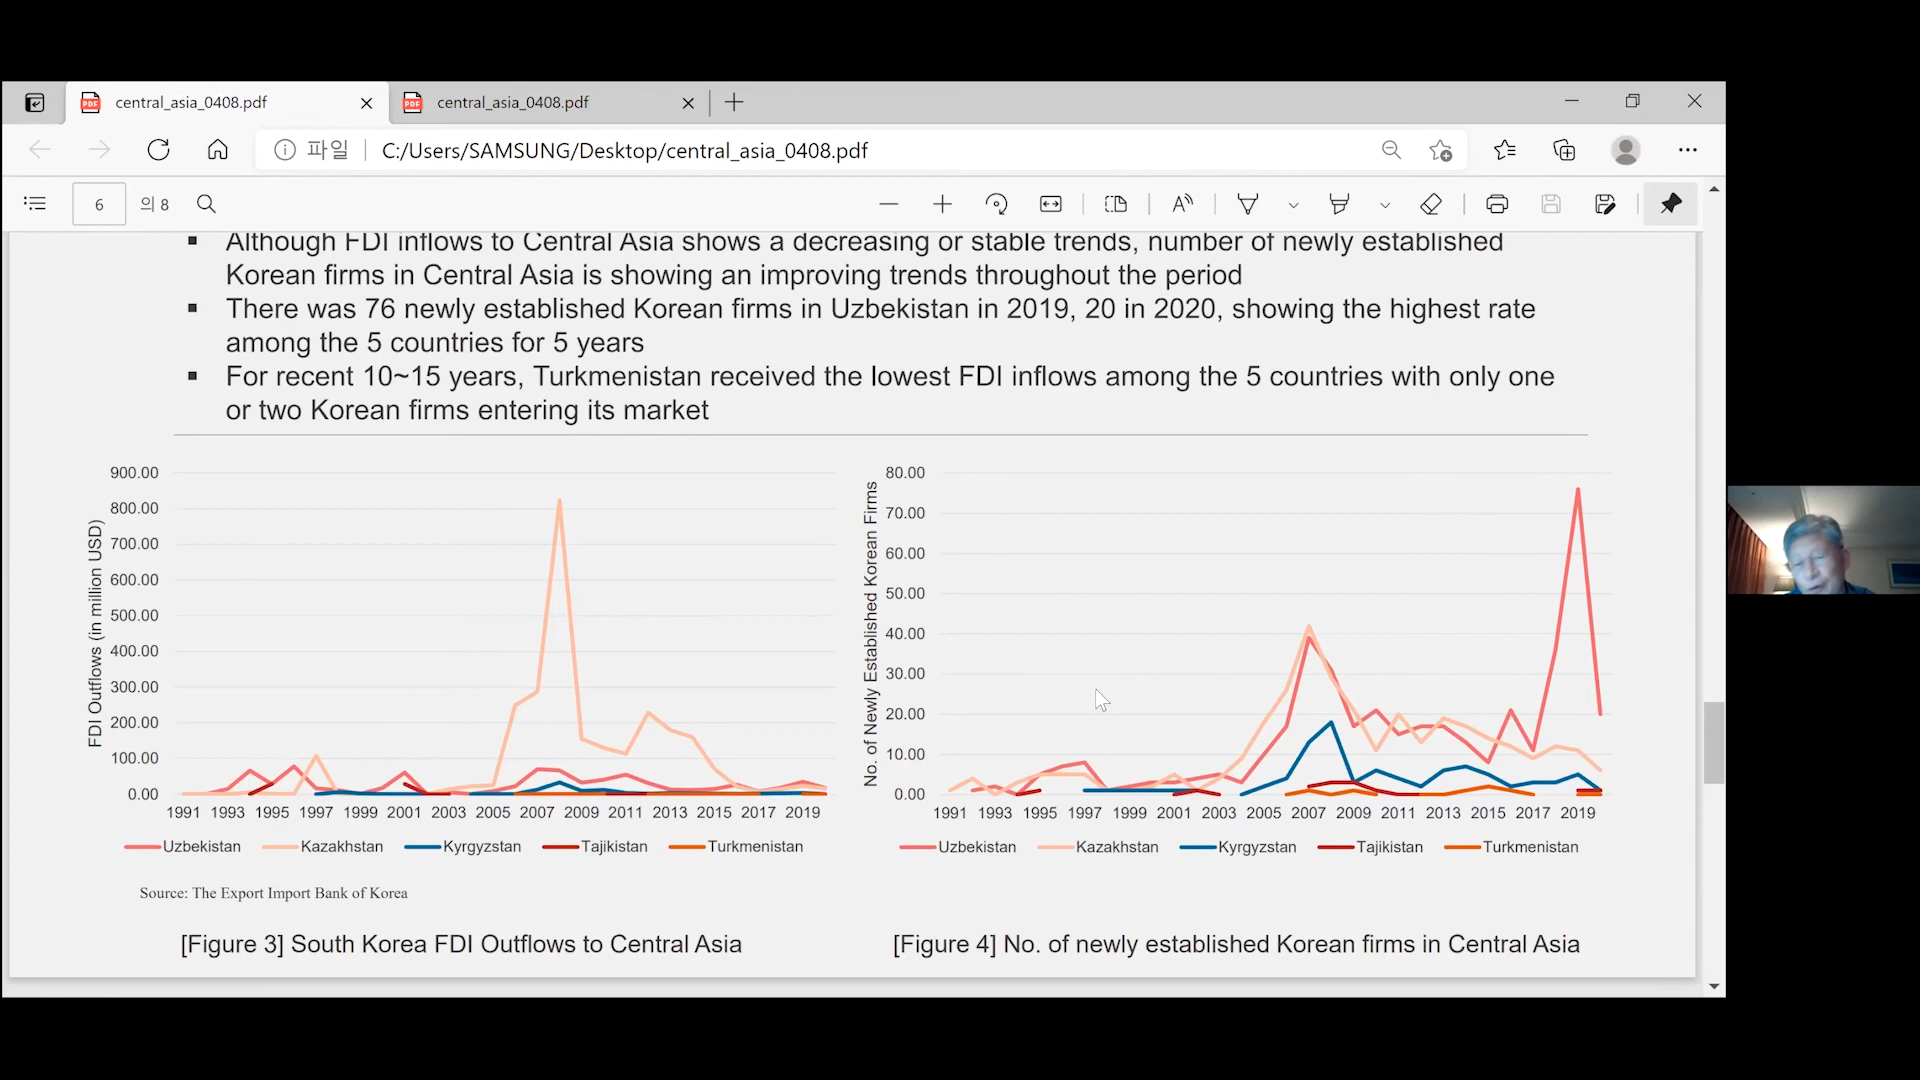 central_asia_0408.pdf
central_asia_0408.pdf
파일
C:/Users/SAMSUNG/Desktop/central_asia_0408.pdf
6
의 8
Although FDI inflows to Central Asia shows a decreasing or stable trends, number of newly established
Korean firms in Central Asia is showing an improving trends throughout the period
There was 76 newly established Korean firms in Uzbekistan in 2019, 20 in 2020, showing the highest rate
among the 5 countries for 5 years
For recent 10~15 years, Turkmenistan received the lowest FDI inflows among the 5 countries with only one
or two Korean firms entering its market
FDI Outflows (in million USD)
900.00
800.00
700.00
600.00
500.00
400.00
300.00
200.00
100.00
0.00
1991 1993 1995 1997 1999 2001 2003 2005 2007 2009 2011 2013 2015 2017 2019
Uzbekistan Kazakhstan Kyrgyzstan Tajikistan Turkmenistan
Source: The Export Import Bank of Korea
[Figure 3] South Korea FDI Outflows to Central Asia
No. of Newly Established Korean Firms
80.00
70.00
60.00
50.00
40.00
30.00
20.00
10.00
0.00
1991 1993 1995 1997 1999 2001 2003 2005 2007 2009 2011 2013 2015 2017 2019
Uzbekistan Kazakhstan Kyrgyzstan Tajikistan Turkmenistan
[Figure 4] No. of newly established Korean firms in Central Asia